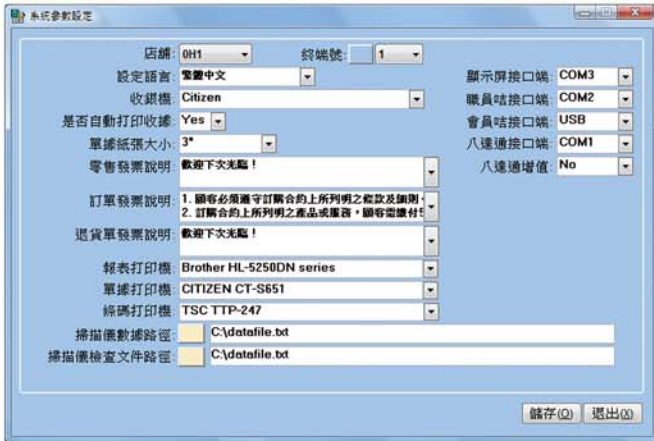 系統參數設定
店舖: 0H1 終端號: 1
設定語言: 繁體中文 顯示屏接口端: COM3
收銀機: Citizen 職員咭接口端: COM2
是否自動打印收據: Yes 會員咭接口端: USB
單據紙張大小: 3" 八達通接口端: COM1
零售發票說明: 歡迎下次光臨! 八達通增值: No
訂單發票說明: 1. 顧客必須遵守訂購合約上所列明之條款及細則,
2. 訂購合約上所列明之產品或服務,顧客需繳付
退貨單發票說明: 歡迎下次光臨!
報表打印機: Brother HL-5250DN series
單據打印機: CITIZEN CT-S651
條碼打印機: TSC TTP-247
掃描儀數據路徑: C:\datafile.txt
掃描儀檢查文件路徑: C:\datafile.txt
儲存(O) 退出(X)